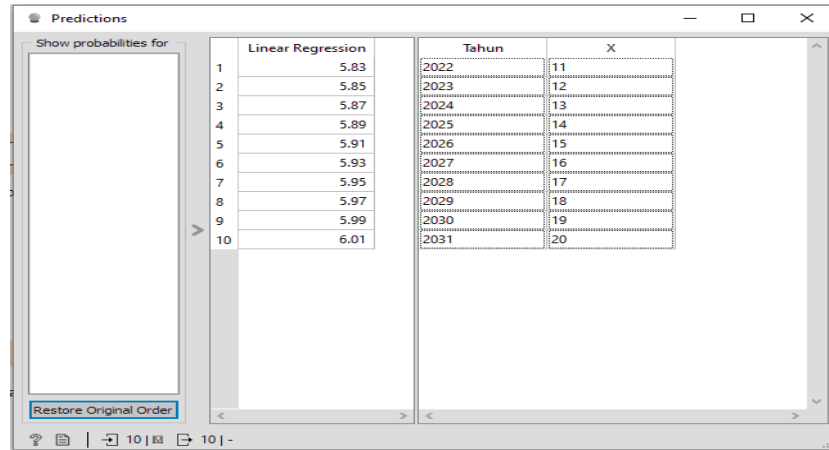 Predictions
Show probabilities for
Linear Regression Tahun X
1 5.83 2022 11
2 5.85 2023 12
3 5.87 2024 13
4 5.89 2025 14
5 5.91 2026 15
6 5.93 2027 16
7 5.95 2028 17
8 5.97 2029 18
9 5.99 2030 19
10 6.01 2031 20
Restore Original Order
? 10 | 10 | -